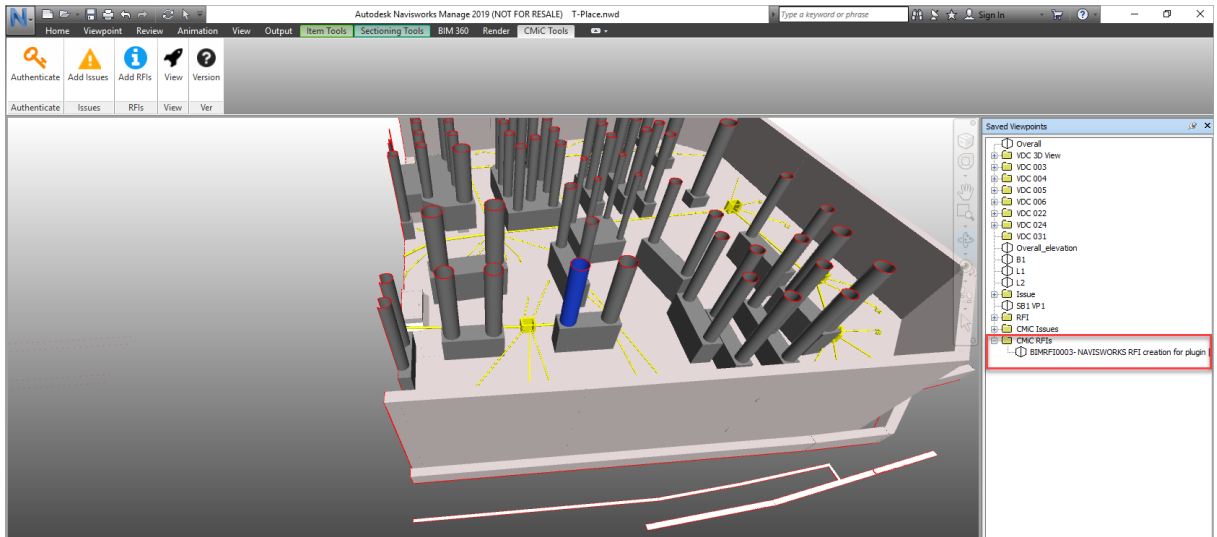 Autodesk Navisworks Manage 2019 (NOT FOR RESALE) T-Place.nwd
Type a keyword or phrase
Sign In
Home Viewpoint Review Animation View Output Item Tools Sectioning Tools BIM 360 Render CMiC Tools
Authenticate Add Issues Add RFIs View Version
Authenticate Issues RFIs View Ver
Saved Viewpoints
Overall
VDC 3D View
VDC 003
VDC 004
VDC 005
VDC 006
VDC 022
VDC 024
VDC 031
Overall_elevation
B1
L1
L2
Issue
SB1 VP1
RFI
CMiC Issues
CMiC RFIs
BIMRFI0003- NAVISWORKS RFI creation for plugin